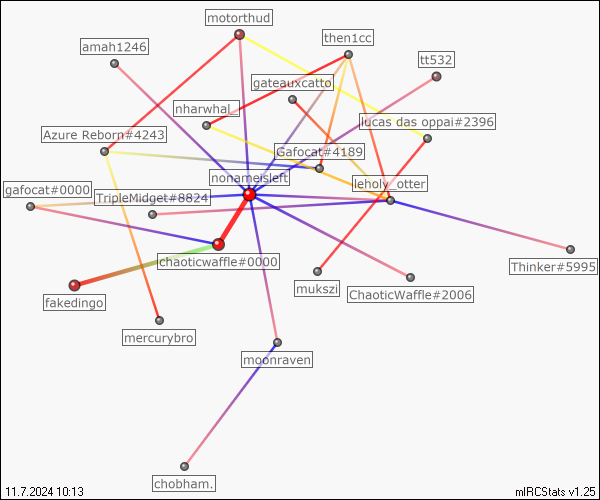 motorthud
amah1246
then1cc
tt532
gateauxcatto
nharwhal_
lucas das oppai#2396
Azure Reborn#4243
Gafocat#4189
nonameisleft
gafocat#0000
TripleMidget#8824
leholy_otter
chaoticwaffle#0000
Thinker#5995
mukszi
ChaoticWaffle#2006
fakedingo
mercurybro
moonraven
chobham.
11.7.2024 10:13
mIRCStats v1.25